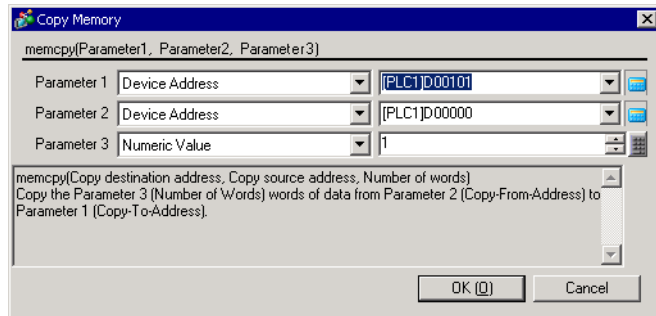 Copy Memory
memcpy(Parameter1, Parameter2, Parameter3)
Parameter 1 Device Address [PLC1]D00101
Parameter 2 Device Address [PLC1]D00000
Parameter 3 Numeric Value 1
memcpy(Copy destination address, Copy source address, Number of words)
Copy the Parameter 3 (Number of Words) words of data from Parameter 2 (Copy-From-Address) to
Parameter 1 (Copy-To-Address).
OK (O) Cancel